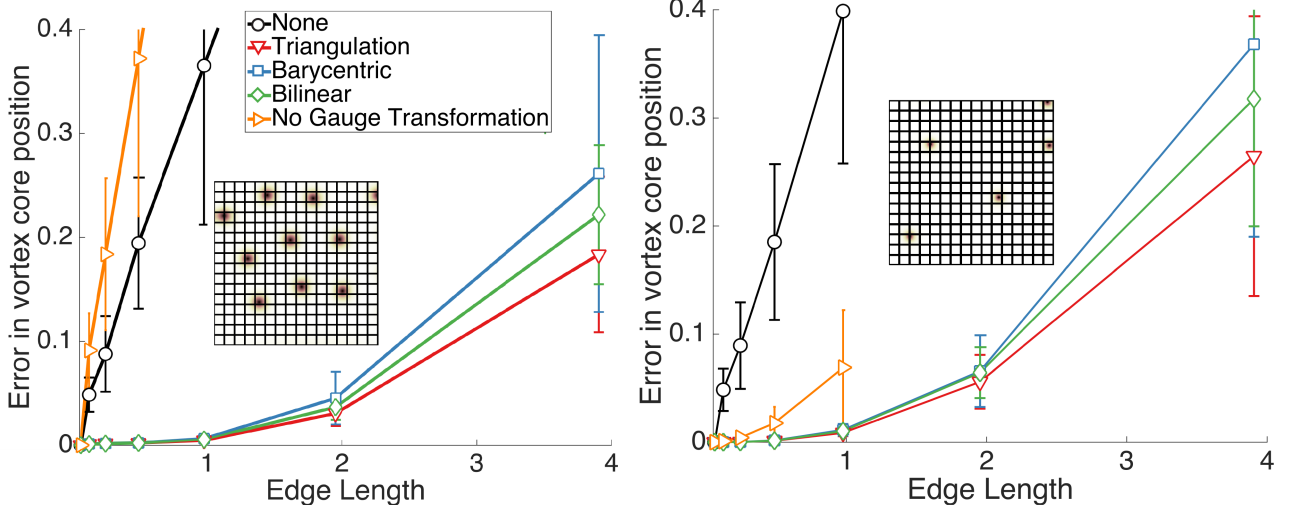 None
Triangulation
Barycentric
Bilinear
No Gauge Transformation
Error in vortex core position
0.4
0.3
0.2
0.1
0
1
2
3
4
Edge Length
Error in vortex core position
0.4
0.3
0.2
0.1
0
1
2
3
4
Edge Length